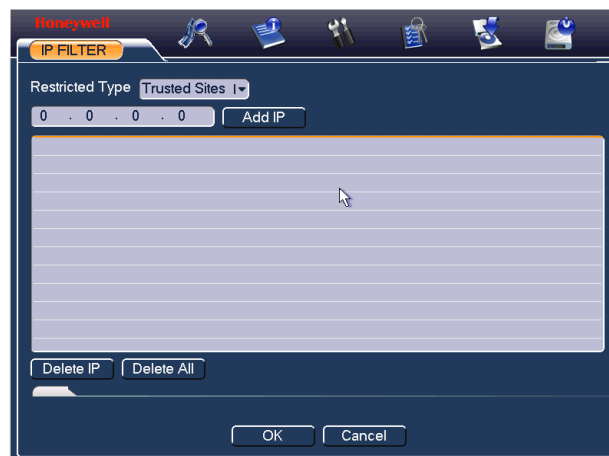 Honeywell
IP FILTER
Restricted Type Trusted Sites
0 . 0 . 0 . 0 Add IP
Delete IP Delete All
OK Cancel